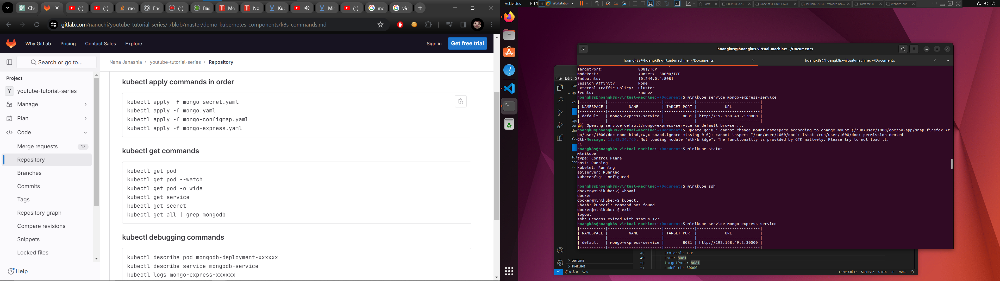 Cha
(1)
(1)
mo
Enc
(1)
Bas
Mo
No
Kub
Mir
(1)
mo
và
gitlab.com/nanuchi/youtube-tutorial-series/-/blob/master/demo-kubernetes-components/k8s-commands.md
Why GitLab
Pricing
Contact Sales
Explore
Sign in
Get free trial
Search or go to...
Nana Janashia
youtube-tutorial-series
Repository
Project
Y youtube-tutorial-series
Manage
Plan
Code
Merge requests 17
Repository
Branches
Commits
Tags
Repository graph
Compare revisions
Snippets
Locked files
Help
kubectl apply commands in order
kubectl apply -f mongo-secret.yaml
kubectl apply -f mongo.yaml
kubectl apply -f mongo-configmap.yaml
kubectl apply -f mongo-express.yaml
kubectl get commands
kubectl get pod
kubectl get pod --watch
kubectl get pod -o wide
kubectl get service
kubectl get secret
kubectl get all | grep mongodb
kubectl debugging commands
kubectl describe pod mongodb-deployment-xxxxxx
kubectl describe service mongodb-service
kubectl logs mongo-express-xxxxxx
Activities
Workstation
Home
UBUNTUFA23
Clone of UBUNTUFA23
kali-linux-2023.3-vmware-am...
Prometheus
WebsiteTest
hoangk8s@hoangk8s-virtual-machine: ~/Documents
hoangk8s@hoangk8s-virtual-machine: ~/Documents
hoangk8s@hoangk8s-virtual-machine: ~/Documents
TargetPort: 8081/TCP
NodePort: <unset> 30000/TCP
Endpoints: 10.244.0.4:8081
Session Affinity: None
External Traffic Policy: Cluster
Events: <none>
hoangk8s@hoangk8s-virtual-machine:~/Documents$ minikube service mongo-express-service
|-----------|-----------------------|-------------|---------------------------|
| NAMESPACE | NAME | TARGET PORT | URL |
|-----------|-----------------------|-------------|---------------------------|
| default | mongo-express-service | 8081 | http://192.168.49.2:30000 |
|-----------|-----------------------|-------------|---------------------------|
🎉 Opening service default/mongo-express-service in default browser...
hoangk8s@hoangk8s-virtual-machine:~/Documents$ update.go:85: cannot change mount namespace according to change mount (/run/user/1000/doc/by-app/snap.firefox /r
un/user/1000/doc none bind,rw,x-snapd.ignore-missing 0 0): cannot inspect "/run/user/1000/doc": lstat /run/user/1000/doc: permission denied
Gtk-Message: 11:43:34.760: Not loading module "atk-bridge": The functionality is provided by GTK natively. Please try to not load it.
^C
hoangk8s@hoangk8s-virtual-machine:~/Documents$ minikube status
minikube
type: Control Plane
host: Running
kubelet: Running
apiserver: Running
kubeconfig: Configured
hoangk8s@hoangk8s-virtual-machine:~/Documents$ minikube ssh
docker@minikube:~$ whoami
docker
docker@minikube:~$ kubectl
-bash: kubectl: command not found
docker@minikube:~$ exit
logout
ssh: Process exited with status 127
hoangk8s@hoangk8s-virtual-machine:~/Documents$ minikube service mongo-express-service
|-----------|-----------------------|-------------|---------------------------|
| NAMESPACE | NAME | TARGET PORT | URL |
|-----------|-----------------------|-------------|---------------------------|
| default | mongo-express-service | 8081 | http://192.168.49.2:30000 |
|-----------|-----------------------|-------------|---------------------------|
File Edit S
EXP
NO
You
Ope
cur
the
You
To l
and
our
OUTLINE
TIMELINE
48 - protocol: TCP
49 port: 8081
50 targetPort: 8081
51 nodePort: 30000
0 0 0
Ln 49, Col 17 Spaces: 2 UTF-8 LF YAML